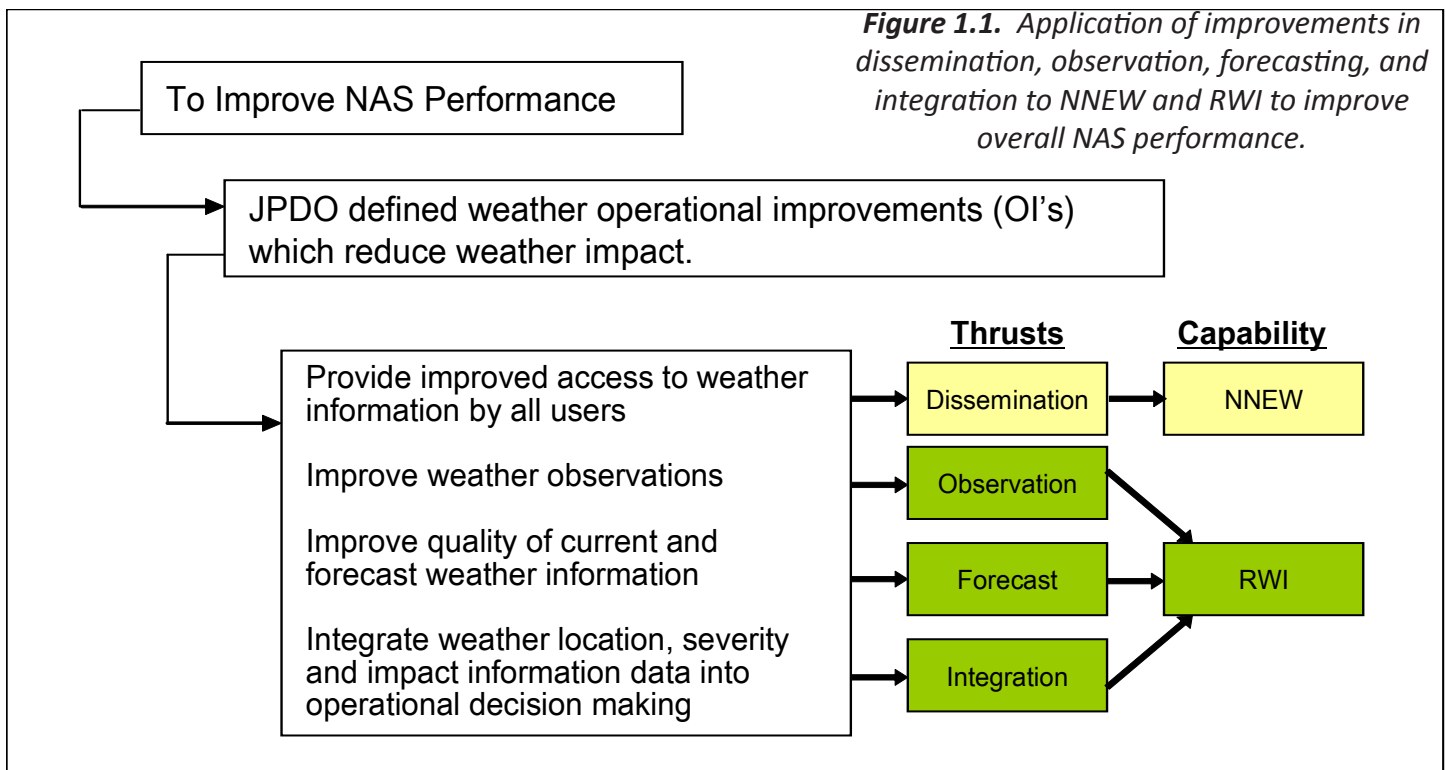 Figure 1.1. Application of improvements in
dissemination, observation, forecasting, and
integration to NNEW and RWI to improve
overall NAS performance.
To Improve NAS Performance
JPDO defined weather operational improvements (OI's)
which reduce weather impact.
Thrusts
Capability
Provide improved access to weather
information by all users
Dissemination
NNEW
Improve weather observations
Observation
Improve quality of current and
forecast weather information
Forecast
RWI
Integrate weather location, severity
and impact information data into
operational decision making
Integration